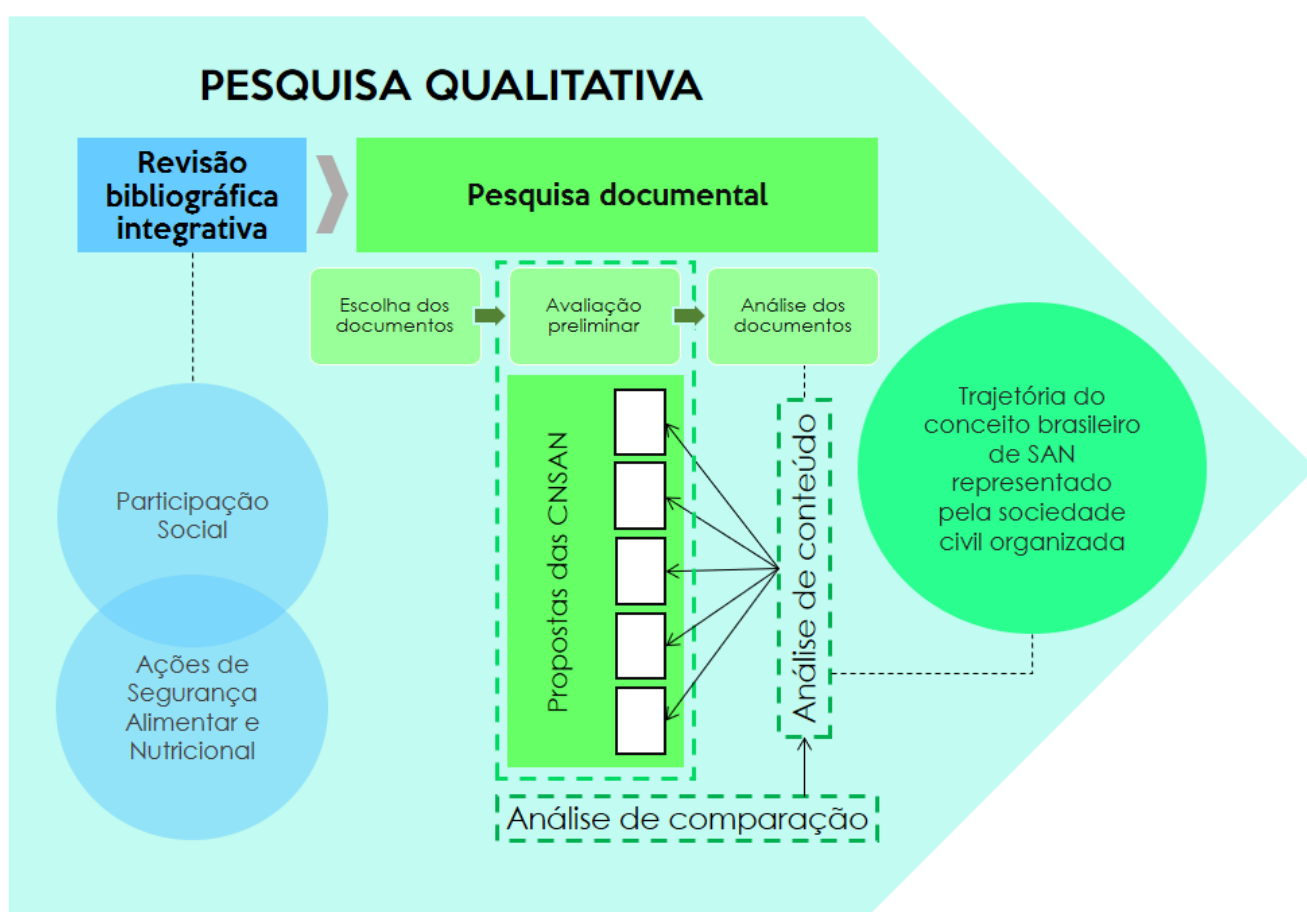 PESQUISA QUALITATIVA
Revisão
bibliográfica
integrativa
Pesquisa documental
Escolha dos
documentos
Avaliação
preliminar
Análise dos
documentos
Participação
Social
Ações de
Segurança
Alimentar e
Nutricional
Propostas das CNSAN
Análise de conteúdo
Análise de comparação
Trajetória do
conceito brasileiro
de SAN
representado
pela sociedade
civil organizada